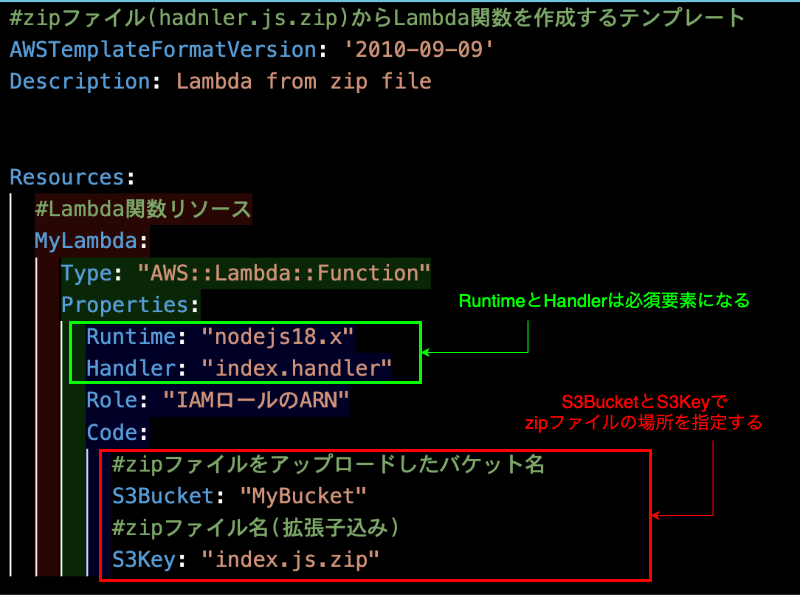 #zipファイル(hadnler.js.zip)からLambda関数を作成するテンプレート
AWSTemplateFormatVersion: '2010-09-09'
Description: Lambda from zip file
Resources:
#Lambda関数リソース
MyLambda:
Type: "AWS::Lambda::Function"
Properties:
RuntimeとHandlerは必須要素になる
Runtime: "nodejs18.x"
Handler: "index.handler"
Role: "IAMロールのARN"
Code:
S3BucketとS3Keyで
zipファイルの場所を指定する
#zipファイルをアップロードしたバケット名
S3Bucket: "MyBucket"
#zipファイル名(拡張子込み)
S3Key: "index.js.zip"